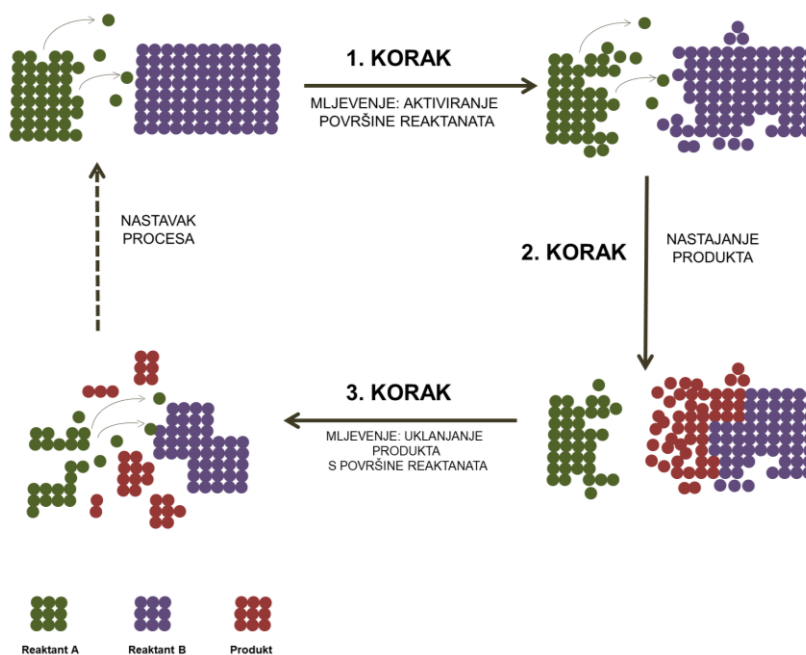 1. KORAK
MLJEVENJE: AKTIVIRANJE
POVRŠINE REAKTANATA
2. KORAK
NASTAJANJE
PRODUKTA
3. KORAK
MLJEVENJE: UKLANJANJE
PRODUKTA
S POVRŠINE REAKTANATA
NASTAVAK
PROCESA
Reaktant A
Reaktant B
Produkt